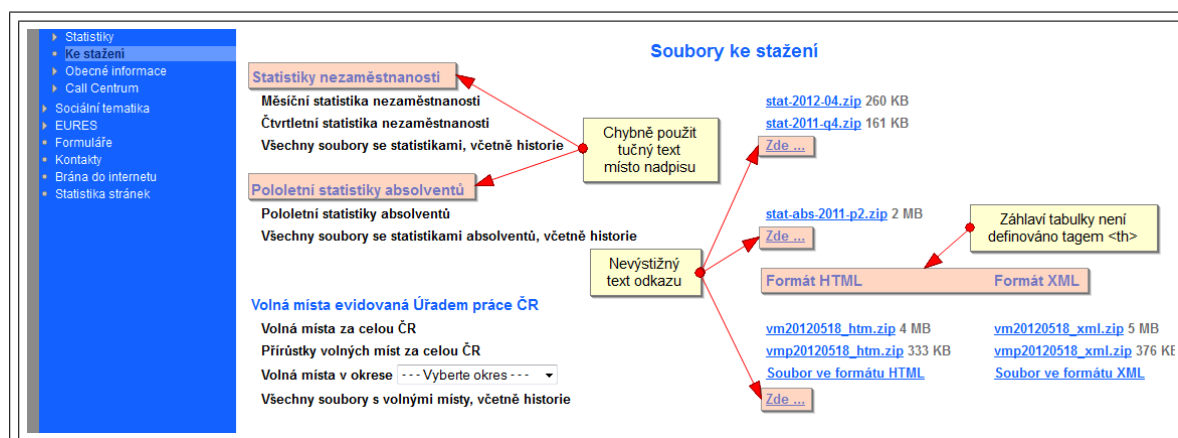 Statistiky
Ke stažení
Obecné informace
Call Centrum
Sociální tematika
EURES
Formuláře
Kontakty
Brána do internetu
Statistika stránek
Soubory ke stažení
Statistiky nezaměstnanosti
Měsíční statistika nezaměstnanosti stat-2012-04.zip 260 KB
Čtvrtletní statistika nezaměstnanosti stat-2011-q4.zip 161 KB
Všechny soubory se statistikami, včetně historie Zde ...
Chybně použit
tučný text
místo nadpisu
Pololetní statistiky absolventů
Pololetní statistiky absolventů stat-abs-2011-p2.zip 2 MB
Všechny soubory se statistikami absolventů, včetně historie Zde ...
Záhlaví tabulky není
definováno tagem <th>
Nevýstižný
text odkazu
Formát HTML Formát XML
Volná místa evidovaná Úřadem práce ČR
Volná místa za celou ČR vm20120518_htm.zip 4 MB vm20120518_xml.zip 5 MB
Přírůstky volných míst za celou ČR vmp20120518_htm.zip 333 KB vmp20120518_xml.zip 376 KB
Volná místa v okrese - - - Vyberte okres - - - Soubor ve formátu HTML Soubor ve formátu XML
Všechny soubory s volnými místy, včetně historie Zde ...